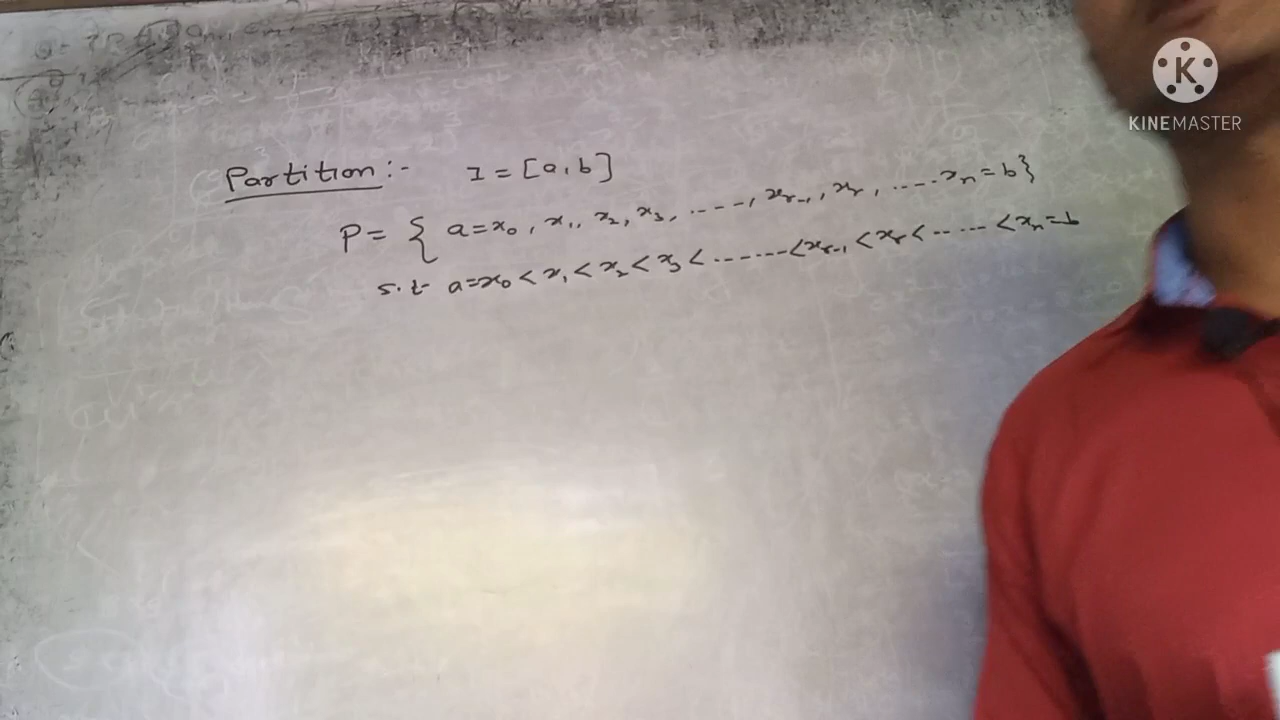 K
KINEMASTER
Partition :- I = [a, b]
P = { a = x₀, x₁, x₂, x₃, ....., xᵣ₋₁, xᵣ, ..... xₙ = b}
s.t- a = x₀ < x₁ < x₂ < x₃ < ....... < xᵣ₋₁ < xᵣ < ...... < xₙ = b